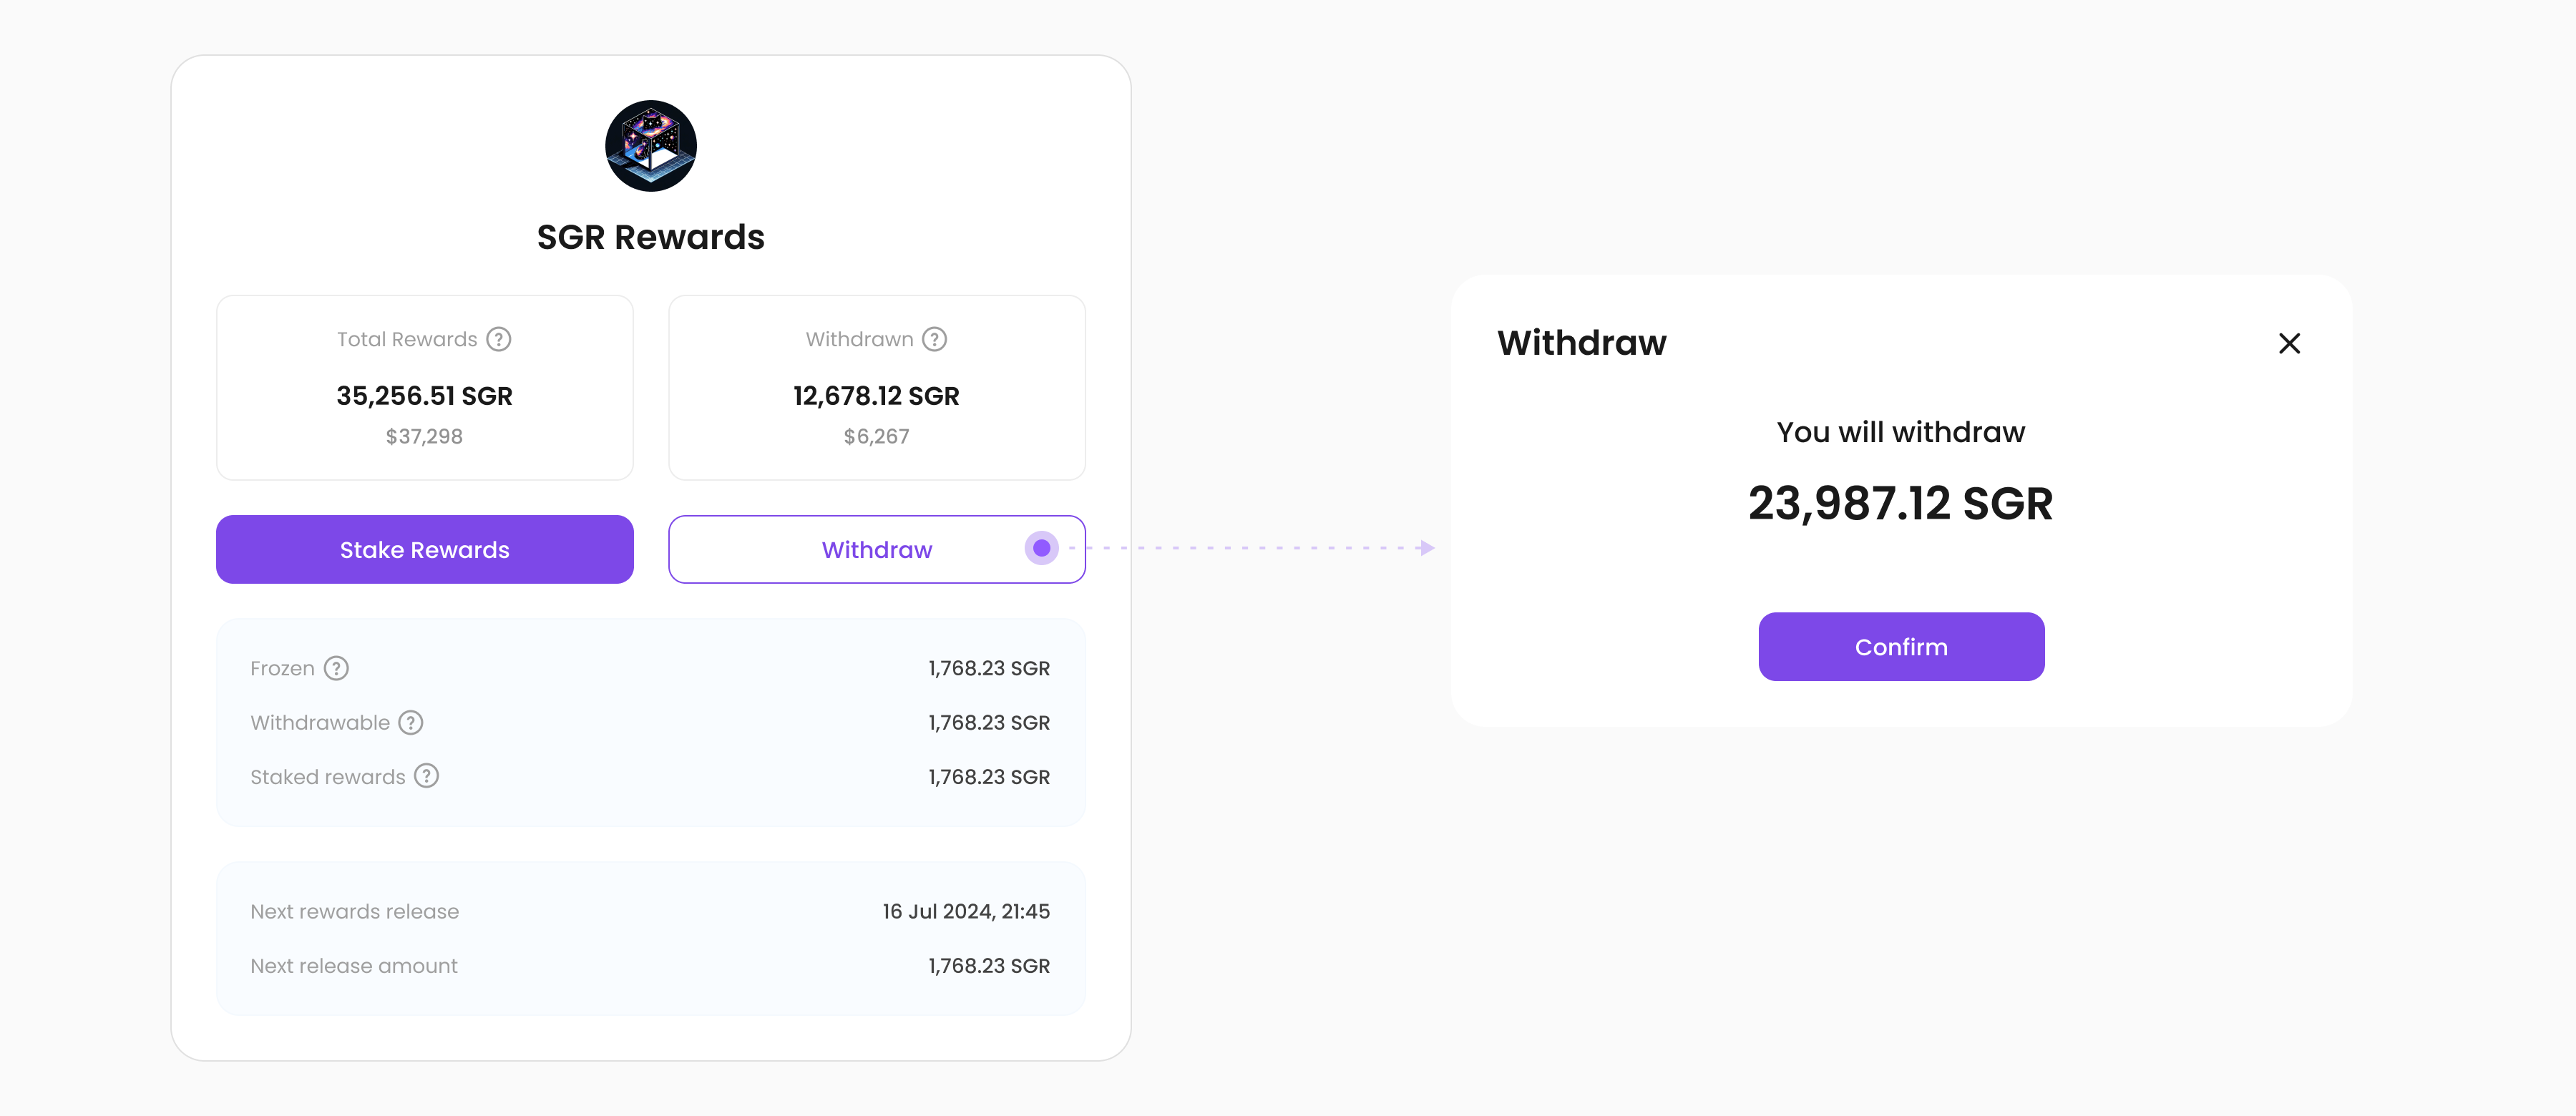 SGR Rewards
Total Rewards ?
35,256.51 SGR
$37,298
Withdrawn ?
12,678.12 SGR
$6,267
Stake Rewards
Withdraw
Frozen ? 1,768.23 SGR
Withdrawable ? 1,768.23 SGR
Staked rewards ? 1,768.23 SGR
Next rewards release 16 Jul 2024, 21:45
Next release amount 1,768.23 SGR
Withdraw
You will withdraw
23,987.12 SGR
Confirm